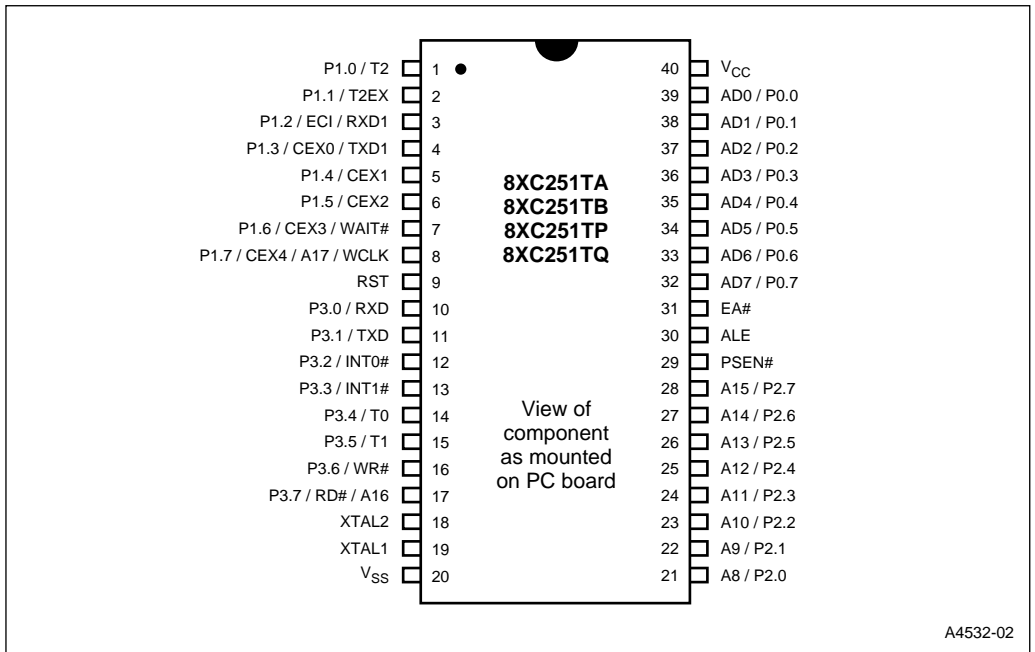 P1.0 / T2 1 40 VCC
P1.1 / T2EX 2 39 AD0 / P0.0
P1.2 / ECI / RXD1 3 38 AD1 / P0.1
P1.3 / CEX0 / TXD1 4 37 AD2 / P0.2
P1.4 / CEX1 5 36 AD3 / P0.3
P1.5 / CEX2 6 35 AD4 / P0.4
P1.6 / CEX3 / WAIT# 7 34 AD5 / P0.5
P1.7 / CEX4 / A17 / WCLK 8 33 AD6 / P0.6
RST 9 32 AD7 / P0.7
P3.0 / RXD 10 31 EA#
P3.1 / TXD 11 30 ALE
P3.2 / INT0# 12 29 PSEN#
P3.3 / INT1# 13 28 A15 / P2.7
P3.4 / T0 14 27 A14 / P2.6
P3.5 / T1 15 26 A13 / P2.5
P3.6 / WR# 16 25 A12 / P2.4
P3.7 / RD# / A16 17 24 A11 / P2.3
XTAL2 18 23 A10 / P2.2
XTAL1 19 22 A9 / P2.1
VSS 20 21 A8 / P2.0
8XC251TA
8XC251TB
8XC251TP
8XC251TQ
View of
component
as mounted
on PC board
A4532-02